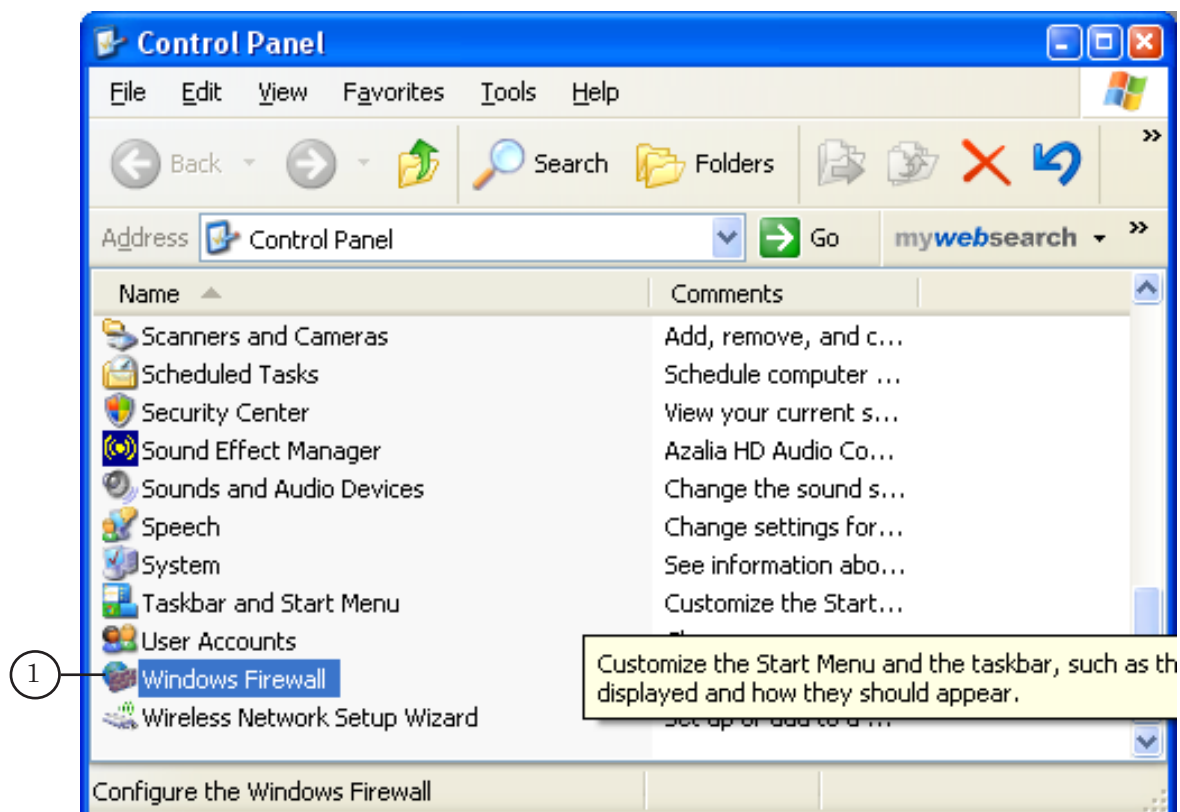 Control Panel
File Edit View Favorites Tools Help
Back Search Folders »
Address Control Panel Go mywebsearch »
Name Comments
Scanners and Cameras Add, remove, and c...
Scheduled Tasks Schedule computer ...
Security Center View your current s...
Sound Effect Manager Azalia HD Audio Co...
Sounds and Audio Devices Change the sound s...
Speech Change settings for...
System See information abo...
Taskbar and Start Menu Customize the Start...
User Accounts
1 Windows Firewall
Customize the Start Menu and the taskbar, such as th
displayed and how they should appear.
Wireless Network Setup Wizard
Configure the Windows Firewall